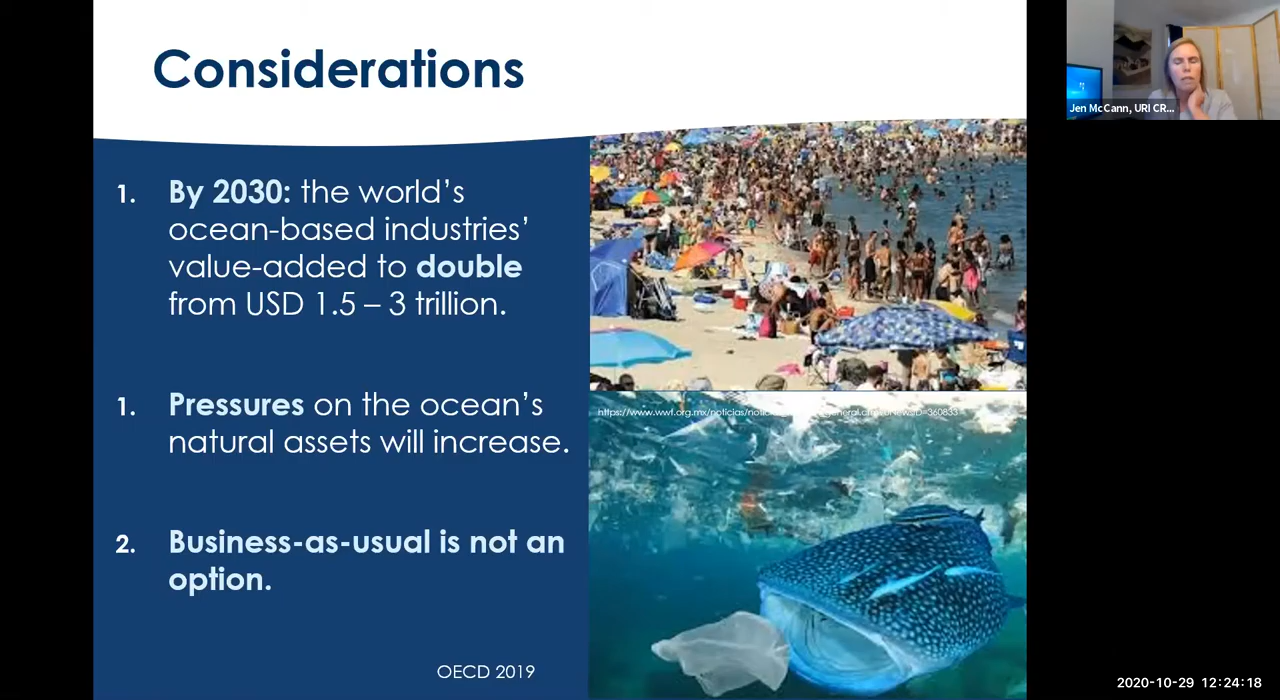 Considerations
1. By 2030: the world's
ocean-based industries'
value-added to double
from USD 1.5 – 3 trillion.
1. Pressures on the ocean's
natural assets will increase.
2. Business-as-usual is not an
option.
OECD 2019
Jen McCann, URI CR...
2020-10-29 12:24:18